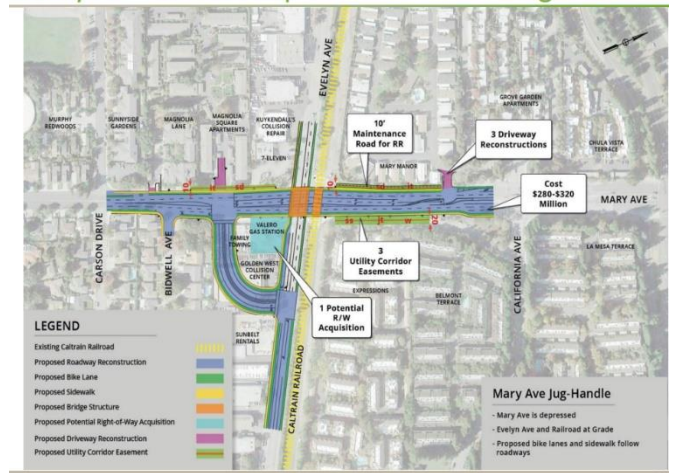 EVELYN AVE
GROVE GARDEN
APARTMENTS
MURPHY
REDWOODS
SUNNYSIDE
GARDENS
MAGNOLIA
LANE
MAGNOLIA
SQUARE
APARTMENTS
KUYKENDALL'S
COLLISION
REPAIR
7-ELEVEN
10'
Maintenance
Road for RR
MARY MANOR
3 Driveway
Reconstructions
CHULA VISTA
TERRACE
Cost
$280-$320
Million
MARY AVE
CARSON DRIVE
BIDWELL AVE
FAMILY
TOWING
VALERO
GAS STATION
GOLDEN WEST
COLLISION
CENTER
3
Utility Corridor
Easements
CALIFORNIA AVE
LA MESA TERRACE
EXPRESSIONS
BELMONT
TERRACE
1 Potential
R/W
Acquisition
SUNBELT
RENTALS
CALTRAIN RAILROAD
LEGEND
Existing Caltrain Railroad
Proposed Roadway Reconstruction
Proposed Bike Lane
Proposed Sidewalk
Proposed Bridge Structure
Proposed Potential Right-of-Way Acquisition
Proposed Driveway Reconstruction
Proposed Utility Corridor Easement
Mary Ave Jug-Handle
- Mary Ave is depressed
- Evelyn Ave and Railroad at Grade
- Proposed bike lanes and sidewalk follow
roadways